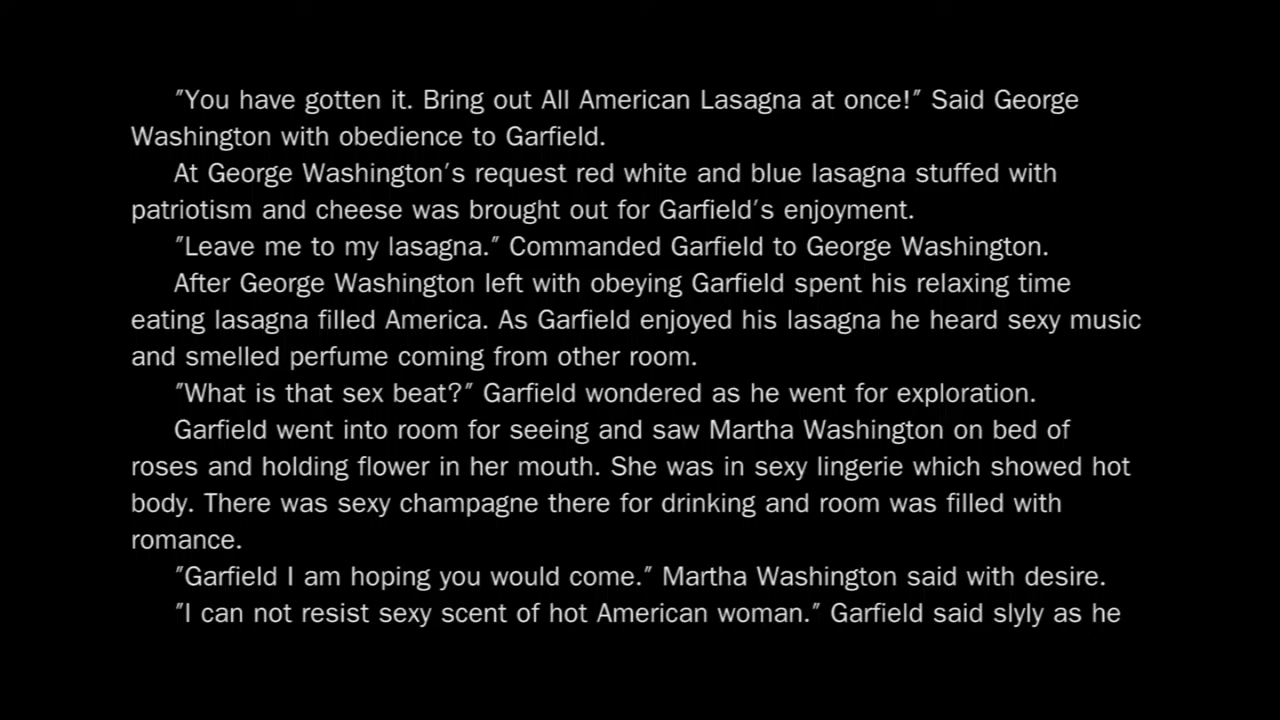 "You have gotten it. Bring out All American Lasagna at once!" Said George
Washington with obedience to Garfield.
At George Washington's request red white and blue lasagna stuffed with
patriotism and cheese was brought out for Garfield's enjoyment.
"Leave me to my lasagna." Commanded Garfield to George Washington.
After George Washington left with obeying Garfield spent his relaxing time
eating lasagna filled America. As Garfield enjoyed his lasagna he heard sexy music
and smelled perfume coming from other room.
"What is that sex beat?" Garfield wondered as he went for exploration.
Garfield went into room for seeing and saw Martha Washington on bed of
roses and holding flower in her mouth. She was in sexy lingerie which showed hot
body. There was sexy champagne there for drinking and room was filled with
romance.
"Garfield I am hoping you would come." Martha Washington said with desire.
"I can not resist sexy scent of hot American woman." Garfield said slyly as he